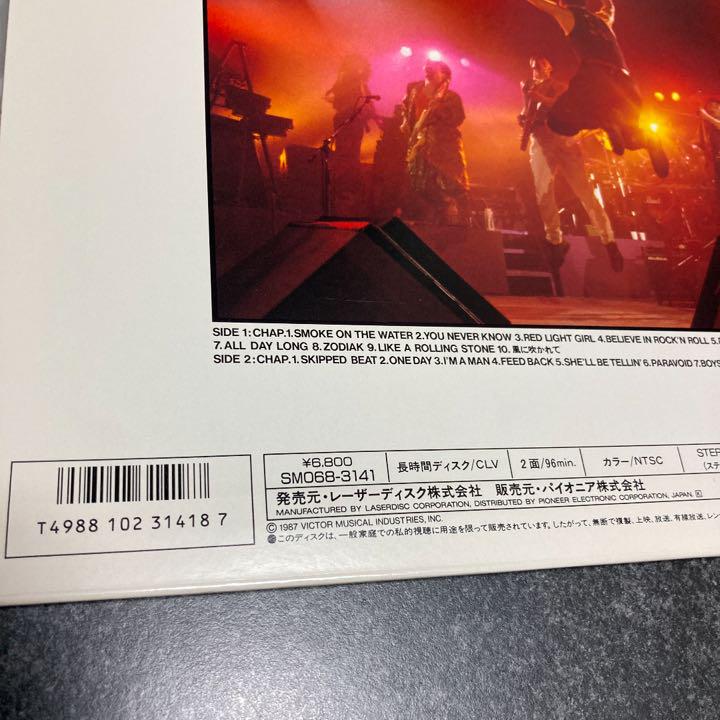 SIDE 1: CHAP.1.SMOKE ON THE WATER 2.YOU NEVER KNOW 3.RED LIGHT GIRL 4.BELIEVE IN ROCK'N ROLL 5.
7.ALL DAY LONG 8.ZODIAK 9.LIKE A ROLLING STONE 10.風に吹かれて
SIDE 2: CHAP.1.SKIPPED BEAT 2.ONE DAY 3.I'M A MAN 4.FEED BACK 5.SHE'LL BE TELLIN' 6.PARAVOID 7.BOYS
T4988 102 31418 7
¥6,800
SM068-3141
長時間ディスク/CLV
2面/96min.
カラー/NTSC
STER
(ステ
発売元・レーザーディスク株式会社 販売元・パイオニア株式会社
MANUFACTURED BY LASERDISC CORPORATION, DISTRIBUTED BY PIONEER ELECTRONIC CORPORATION, JAPAN.
© 1987 VICTOR MUSICAL INDUSTRIES, INC.
このディスクは、一般家庭での私的視聴に用途を限って販売されています。したがって、無断で複製、上映、放送、有線放送、レン